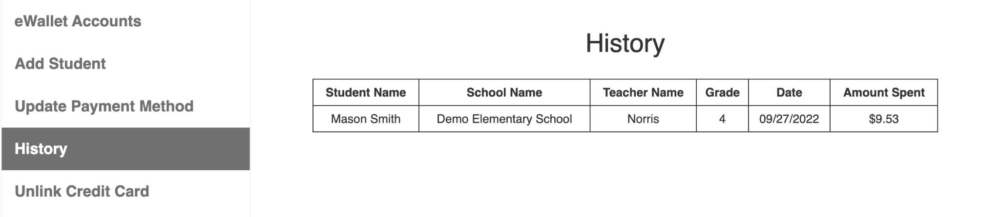 eWallet Accounts
Add Student
Update Payment Method
History
Unlink Credit Card
History
Student Name School Name Teacher Name Grade Date Amount Spent
Mason Smith Demo Elementary School Norris 4 09/27/2022 $9.53